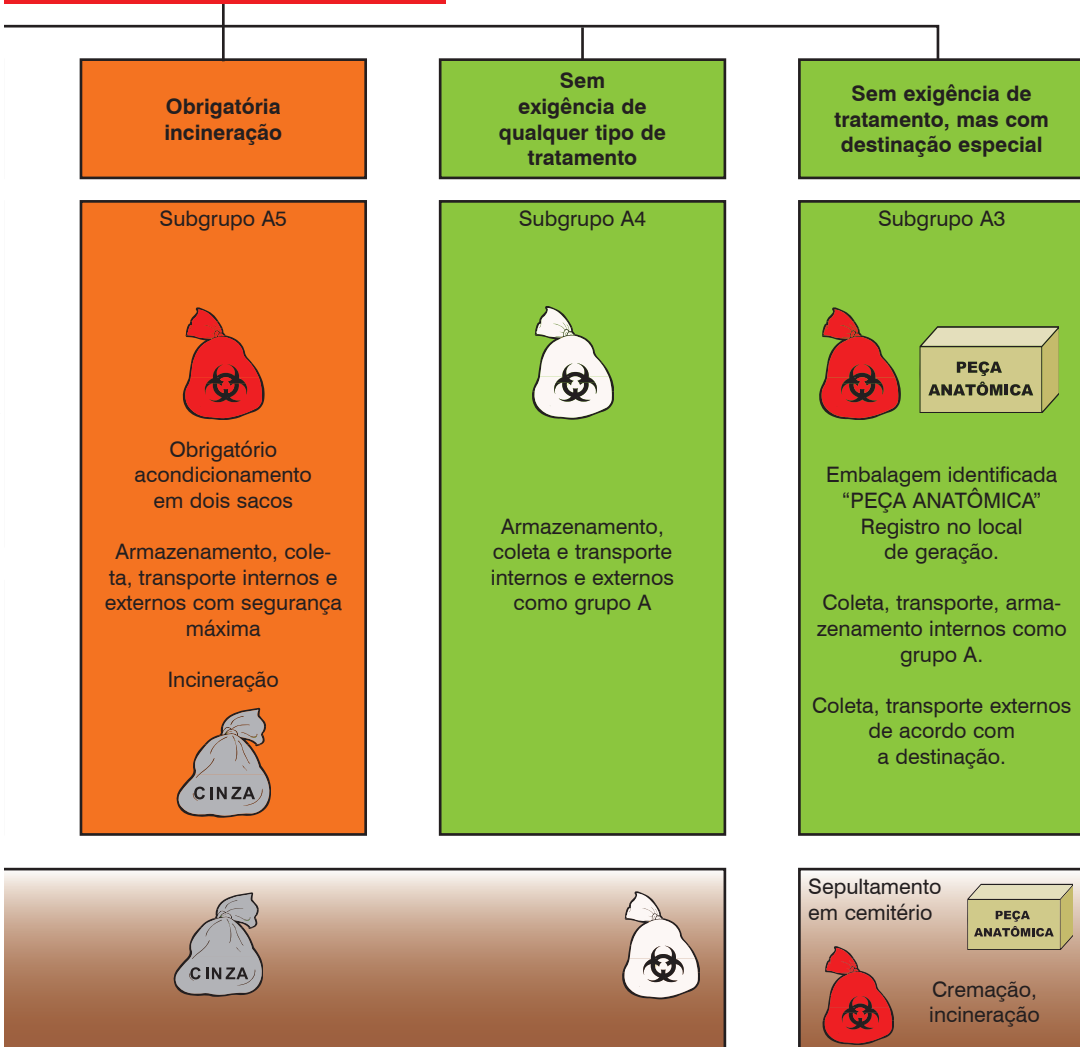 Obrigatória
incineração
Sem
exigência de
qualquer tipo de
tratamento
Sem exigência de
tratamento, mas com
destinação especial
Subgrupo A5
Obrigatório
acondicionamento
em dois sacos
Armazenamento, cole-
ta, transporte internos e
externos com segurança
máxima
Incineração
CINZA
Subgrupo A4
Armazenamento,
coleta e transporte
internos e externos
como grupo A
Subgrupo A3
PEÇA
ANATÔMICA
Embalagem identificada
“PEÇA ANATÔMICA”
Registro no local
de geração.
Coleta, transporte, arma-
zenamento internos como
grupo A.
Coleta, transporte externos
de acordo com
a destinação.
CINZA
Sepultamento
em cemitério
PEÇA
ANATÔMICA
Cremação,
incineração